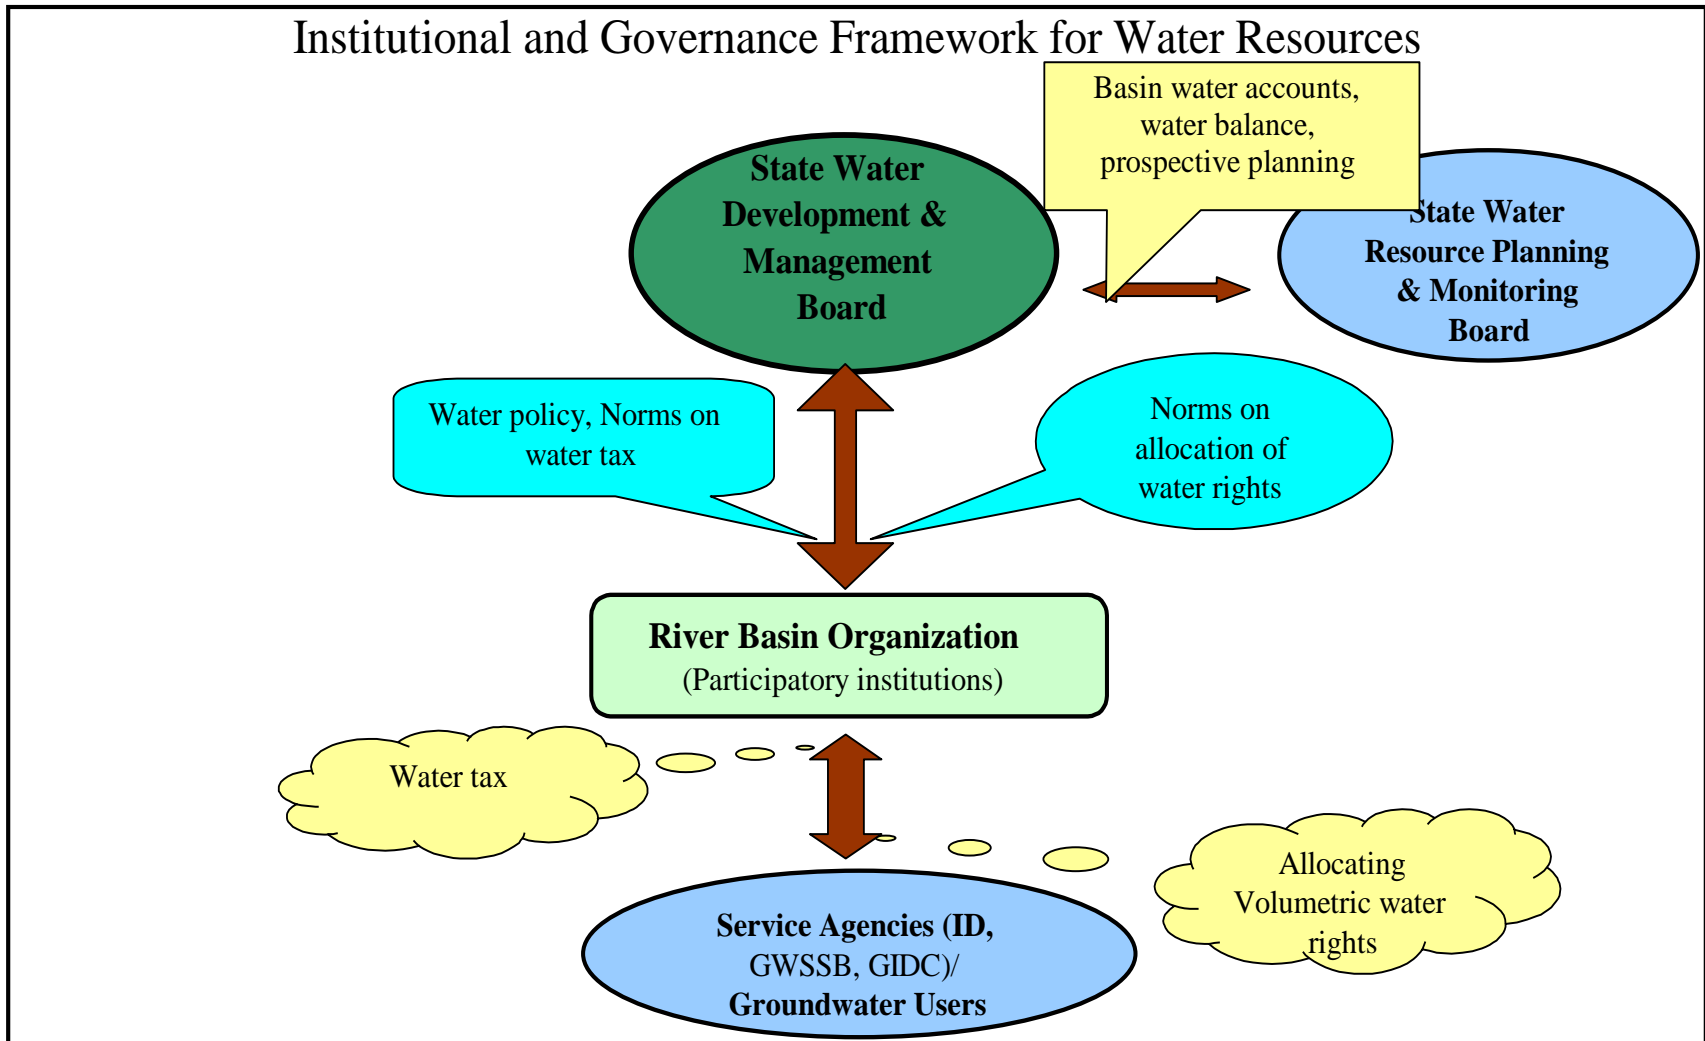 Institutional and Governance Framework for Water Resources
Basin water accounts,
water balance,
prospective planning
State Water
Development &
Management
Board
State Water
Resource Planning
& Monitoring
Board
Water policy, Norms on
water tax
Norms on
allocation of
water rights
River Basin Organization
(Participatory institutions)
Water tax
Allocating
Volumetric water
rights
Service Agencies (ID,
GWSSB, GIDC)/
Groundwater Users